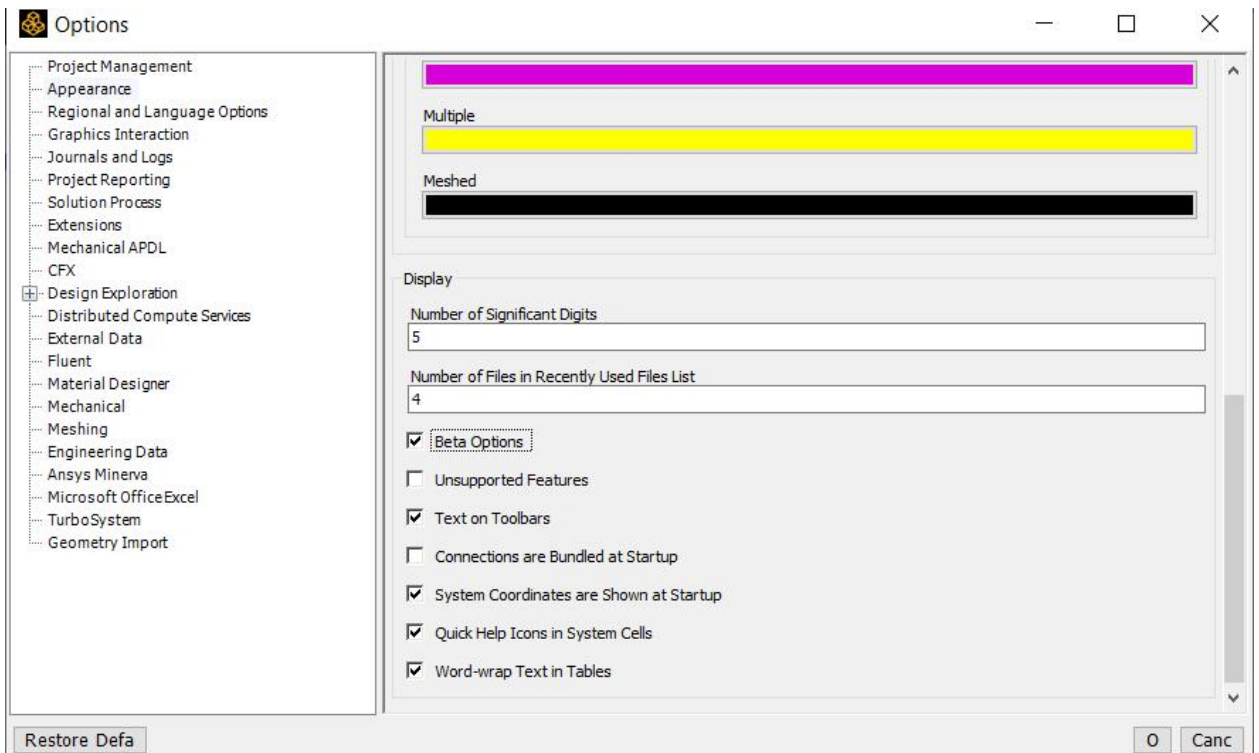 Options
Project Management
Appearance
Regional and Language Options
Graphics Interaction
Journals and Logs
Project Reporting
Solution Process
Extensions
Mechanical APDL
CFX
Design Exploration
Distributed Compute Services
External Data
Fluent
Material Designer
Mechanical
Meshing
Engineering Data
Ansys Minerva
Microsoft Office Excel
TurboSystem
Geometry Import
Multiple
Meshed
Display
Number of Significant Digits
5
Number of Files in Recently Used Files List
4
Beta Options
Unsupported Features
Text on Toolbars
Connections are Bundled at Startup
System Coordinates are Shown at Startup
Quick Help Icons in System Cells
Word-wrap Text in Tables
Restore Defa
O
Canc